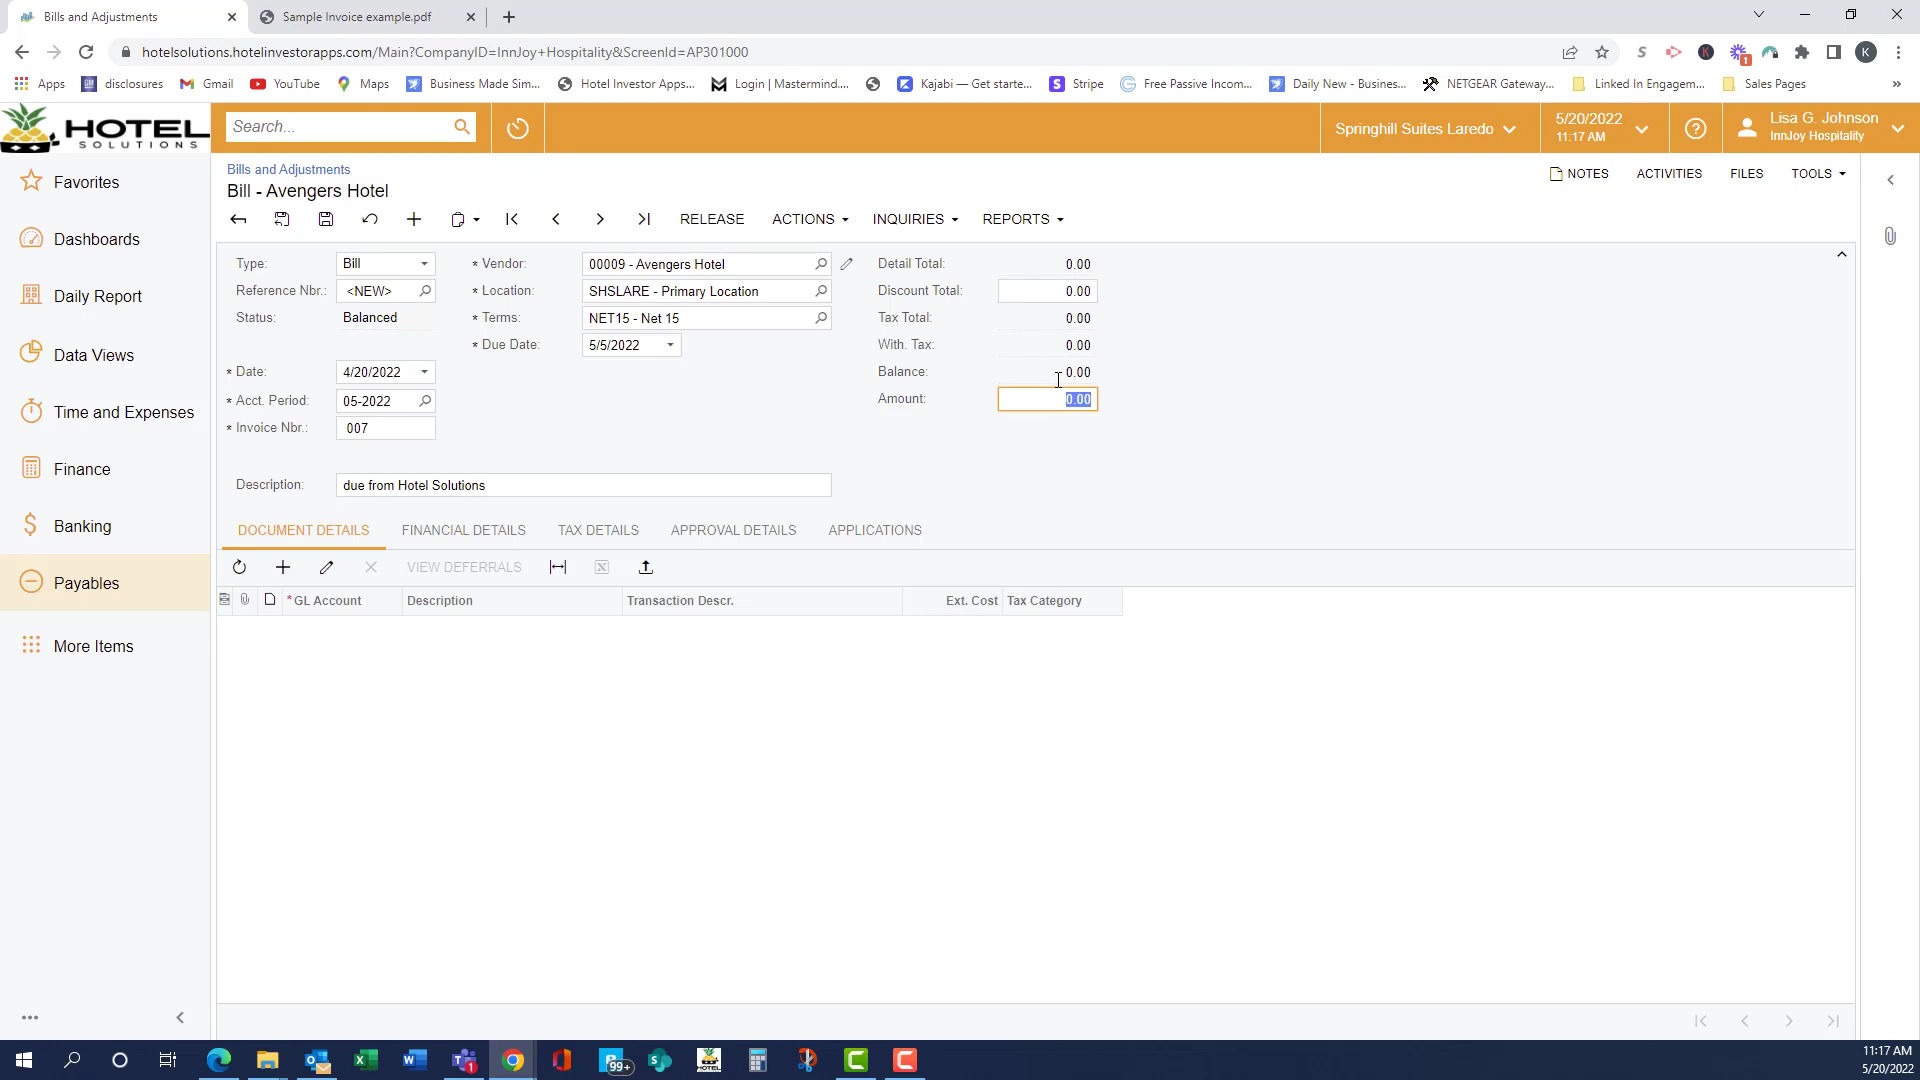 Bills and Adjustments
Sample Invoice example.pdf
hotelsolutions.hotelinvestorapps.com/Main?CompanyID=InnJoy+Hospitality&ScreenId=AP301000
S
K
1
K
Apps
disclosures
Gmail
YouTube
Maps
Business Made Sim...
Hotel Investor Apps...
Login | Mastermind,...
Kajabi — Get starte...
Stripe
Free Passive Incom...
Daily New - Busines...
NETGEAR Gateway...
Linked In Engagem...
Sales Pages
»
HOTEL
SOLUTIONS
Search...
Springhill Suites Laredo
5/20/2022
11:17 AM
Lisa G. Johnson
InnJoy Hospitality
Favorites
Dashboards
Daily Report
Data Views
Time and Expenses
Finance
Banking
Payables
More Items
Bills and Adjustments
Bill - Avengers Hotel
NOTES
ACTIVITIES
FILES
TOOLS
RELEASE
ACTIONS
INQUIRIES
REPORTS
Type: Bill
Reference Nbr.: <NEW>
Status: Balanced
* Date: 4/20/2022
* Acct. Period: 05-2022
* Invoice Nbr.: 007
* Vendor: 00009 - Avengers Hotel
* Location: SHSLARE - Primary Location
* Terms: NET15 - Net 15
* Due Date: 5/5/2022
Detail Total: 0.00
Discount Total: 0.00
Tax Total: 0.00
With. Tax: 0.00
Balance: 0.00
Amount: 0.00
Description: due from Hotel Solutions
DOCUMENT DETAILS
FINANCIAL DETAILS
TAX DETAILS
APPROVAL DETAILS
APPLICATIONS
VIEW DEFERRALS
* GL Account
Description
Transaction Descr.
Ext. Cost
Tax Category
99+
1
HOTEL
11:17 AM
5/20/2022